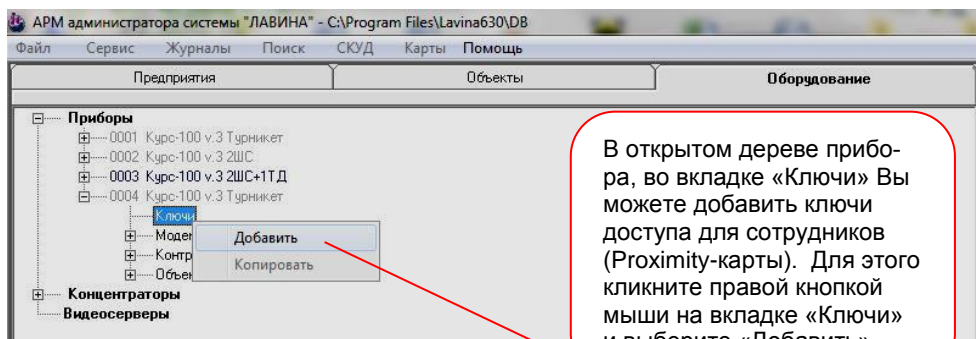 АРМ администратора системы "ЛАВИНА" - C:\Program Files\Lavina630\DB
Файл Сервис Журналы Поиск СКУД Карты Помощь
Предприятия Объекты Оборудование
Приборы
0001 Курс-100 v.3 Турникет
0002 Курс-100 v.3 2ШС
0003 Курс-100 v.3 2ШС+1ТД
0004 Курс-100 v.3 Турникет
Ключи
Добавить
Копировать
Концентраторы
Видеосерверы
В открытом дереве прибо-
ра, во вкладке «Ключи» Вы
можете добавить ключи
доступа для сотрудников
(Proximity-карты). Для этого
кликните правой кнопкой
мыши на вкладке «Ключи»
и выберите «Добавить»